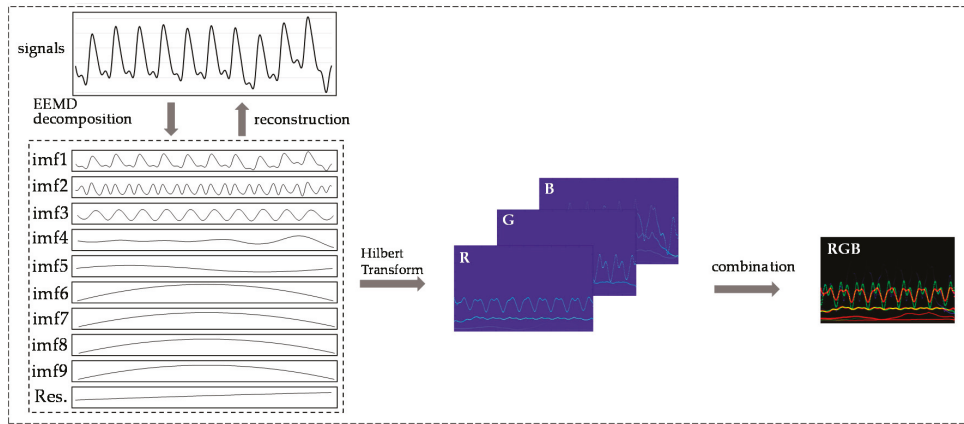 signals
EEMD
decomposition
reconstruction
imf1
imf2
imf3
imf4
imf5
imf6
imf7
imf8
imf9
Res.
Hilbert
Transform
B
G
R
combination
RGB